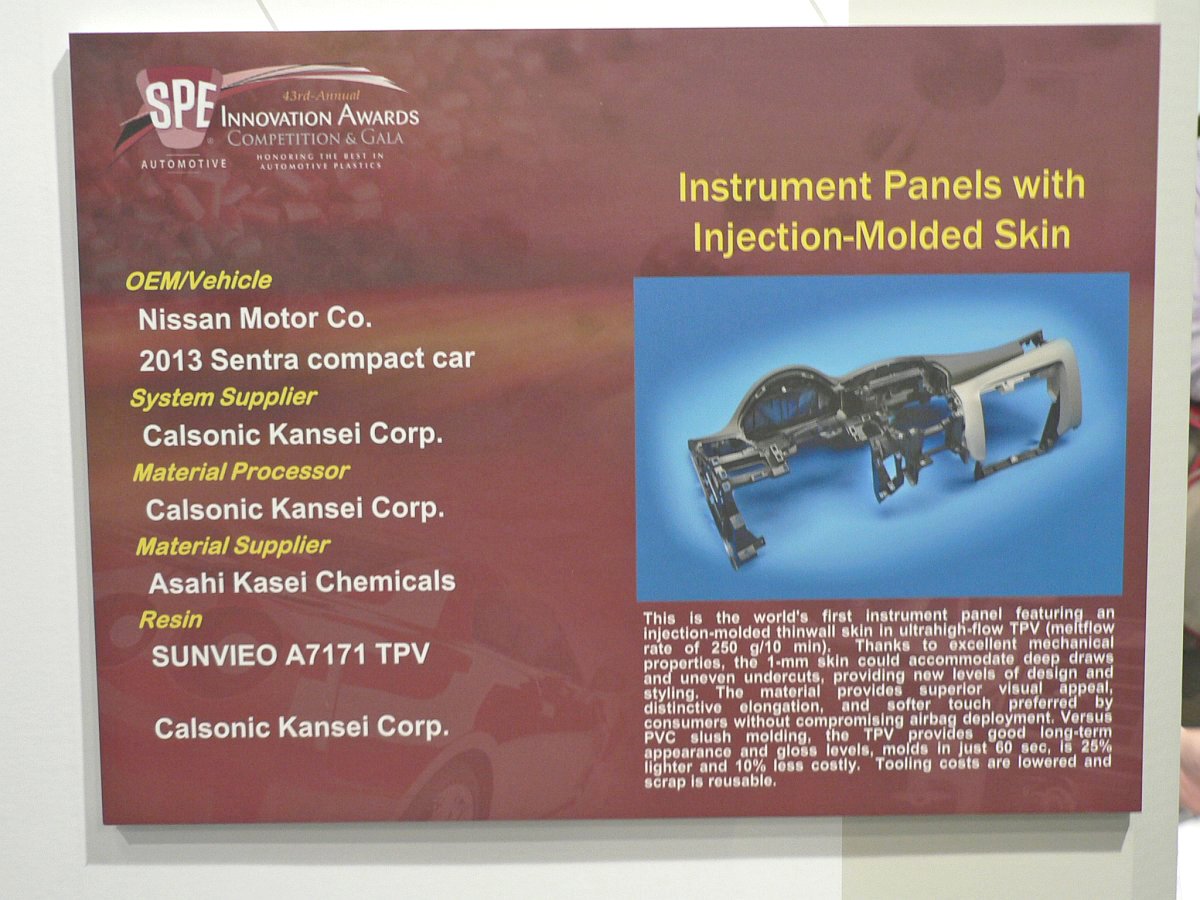 SPE
AUTOMOTIVE
43rd-Annual
INNOVATION AWARDS
COMPETITION & GALA
HONORING THE BEST IN
AUTOMOTIVE PLASTICS
OEM/Vehicle
Nissan Motor Co.
2013 Sentra compact car
System Supplier
Calsonic Kansei Corp.
Material Processor
Calsonic Kansei Corp.
Material Supplier
Asahi Kasei Chemicals
Resin
SUNVIEO A7171 TPV
Calsonic Kansei Corp.
Instrument Panels with
Injection-Molded Skin
This is the world's first instrument panel featuring an
injection-molded thinwall skin in ultrahigh-flow TPV (meltflow
rate of 250 g/10 min). Thanks to excellent mechanical
properties, the 1-mm skin could accommodate deep draws
and uneven undercuts, providing new levels of design and
styling. The material provides superior visual appeal,
distinctive elongation, and softer touch preferred by
consumers without compromising airbag deployment. Versus
PVC slush molding, the TPV provides good long-term
appearance and gloss levels, molds in just 60 sec, is 25%
lighter and 10% less costly. Tooling costs are lowered and
scrap is reusable.